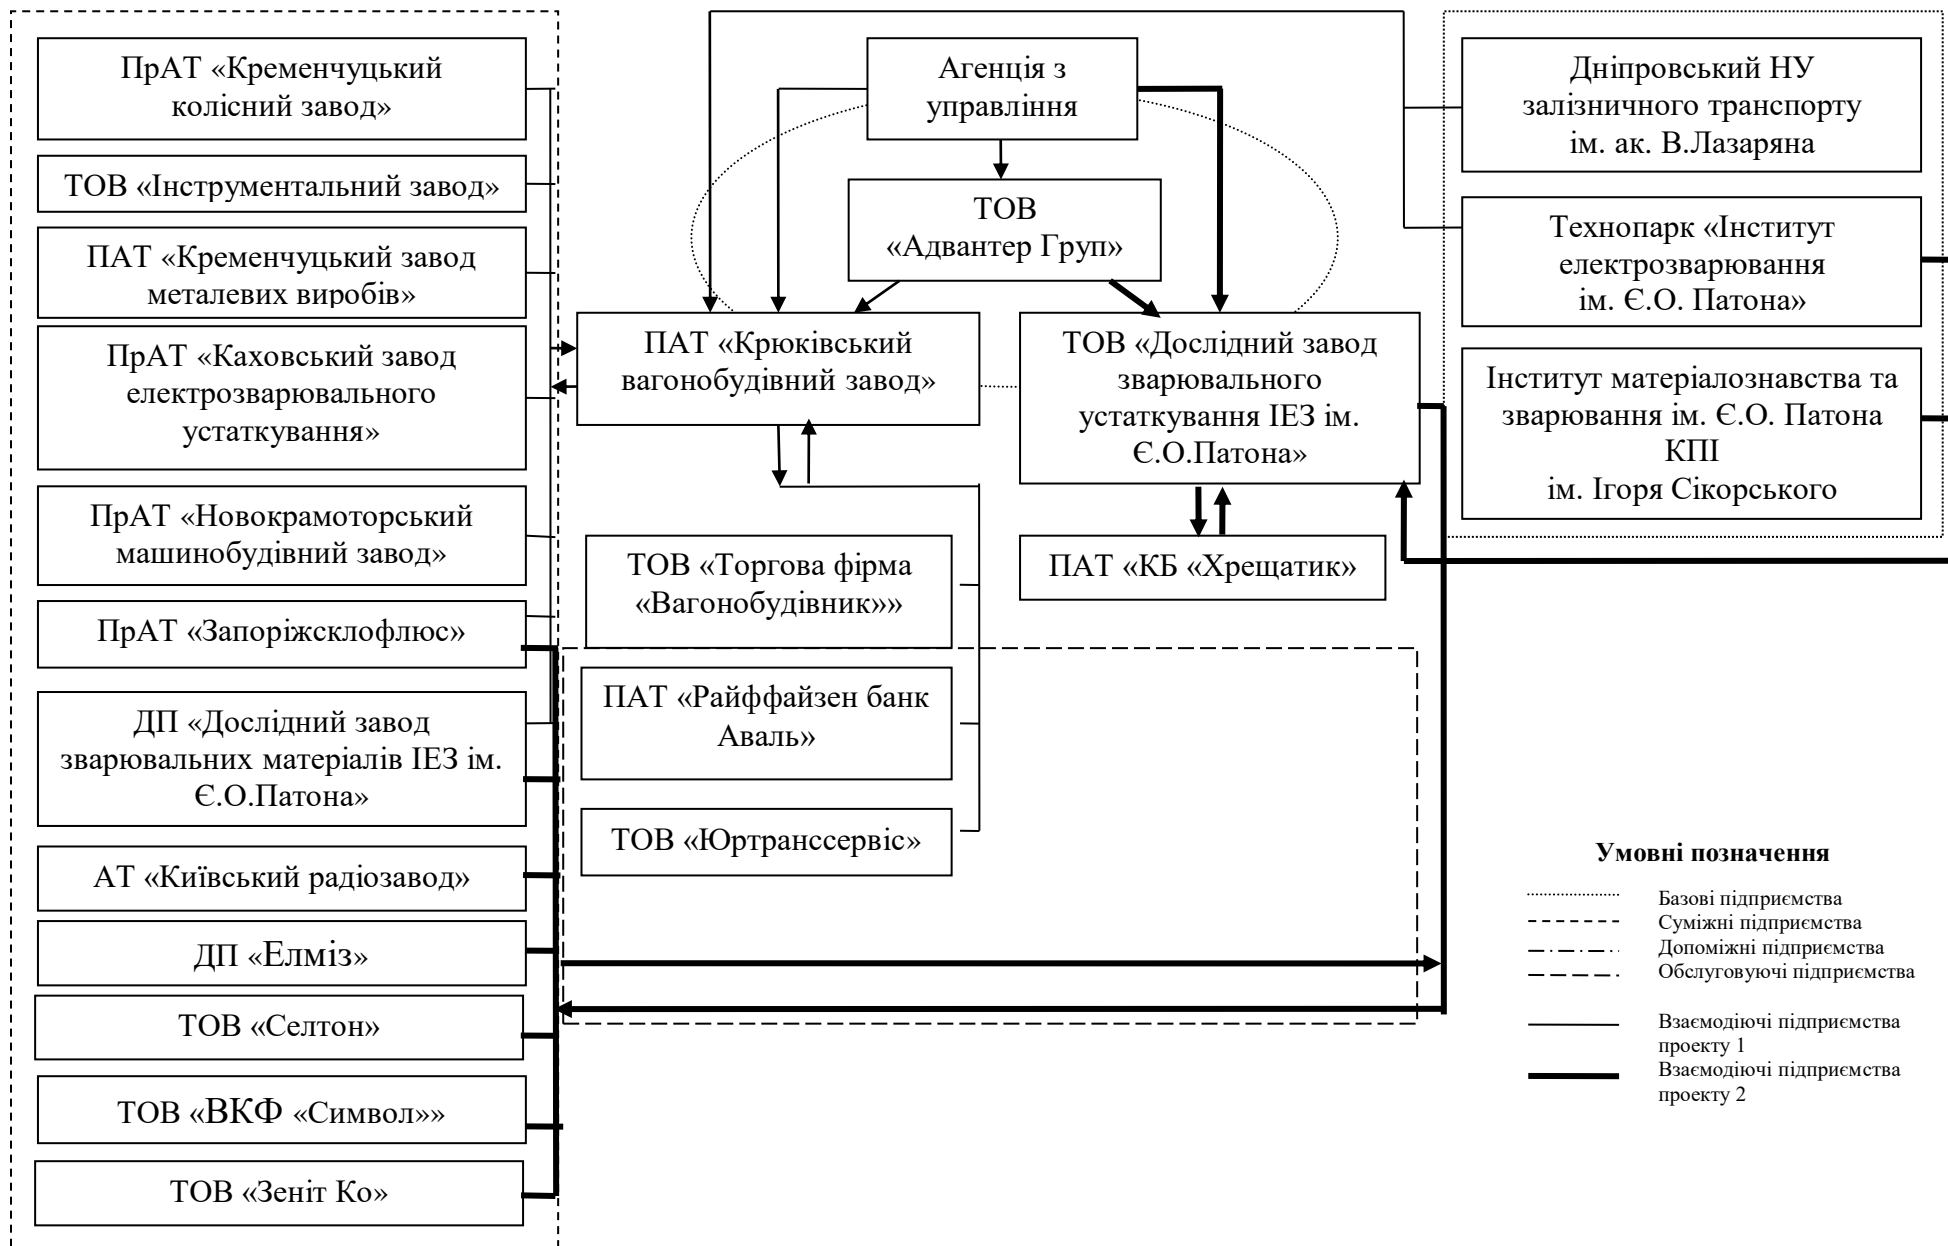 ПрАТ «Кременчуцький
колісний завод»
ТОВ «Інструментальний завод»
ПАТ «Кременчуцький завод
металевих виробів»
ПрАТ «Каховський завод
електрозварювального
устаткування»
ПрАТ «Новокрамоторський
машинобудівний завод»
ПрАТ «Запоріжсклофлюс»
ДП «Дослідний завод
зварювальних матеріалів ІЕЗ ім.
Є.О.Патона»
АТ «Київський радіозавод»
ДП «Елміз»
ТОВ «Селтон»
ТОВ «ВКФ «Символ»»
ТОВ «Зеніт Ко»
Агенція з
управління
ТОВ
«Адвантер Груп»
ПАТ «Крюківський
вагонобудівний завод»
ТОВ «Дослідний завод
зварювального
устаткування ІЕЗ ім.
Є.О.Патона»
ТОВ «Торгова фірма
«Вагонобудівник»»
ПАТ «Райффайзен банк
Аваль»
ТОВ «Юртранссервіс»
ПАТ «КБ «Хрещатик»
Дніпровський НУ
залізничного транспорту
ім. ак. В.Лазаряна
Технопарк «Інститут
електрозварювання
ім. Є.О. Патона»
Інститут матеріалознавства та
зварювання ім. Є.О. Патона
КПІ
ім. Ігоря Сікорського
Умовні позначення
Базові підприємства
Суміжні підприємства
Допоміжні підприємства
Обслуговуючі підприємства
Взаємодіючі підприємства
проекту 1
Взаємодіючі підприємства
проекту 2